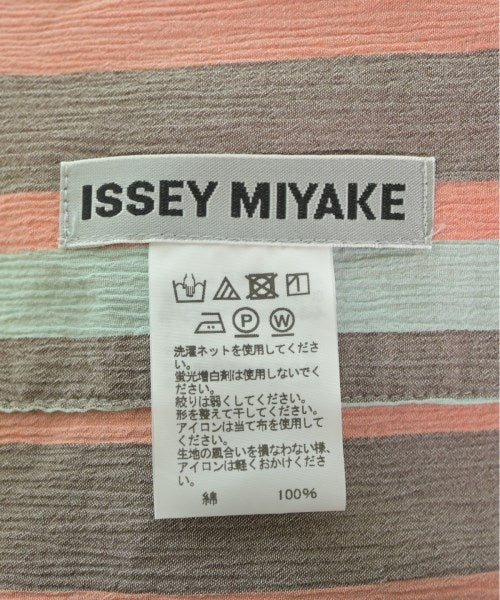 ISSEY MIYAKE
P W
洗濯ネットを使用してくださ
い。
蛍光増白剤は使用しないでく
ださい。
絞りは弱くしてください。
形を整えて干してください。
アイロンは当て布を使用して
ください。
生地の風合いを損なわない様、
アイロンは軽くおかけくださ
い。
綿 100%